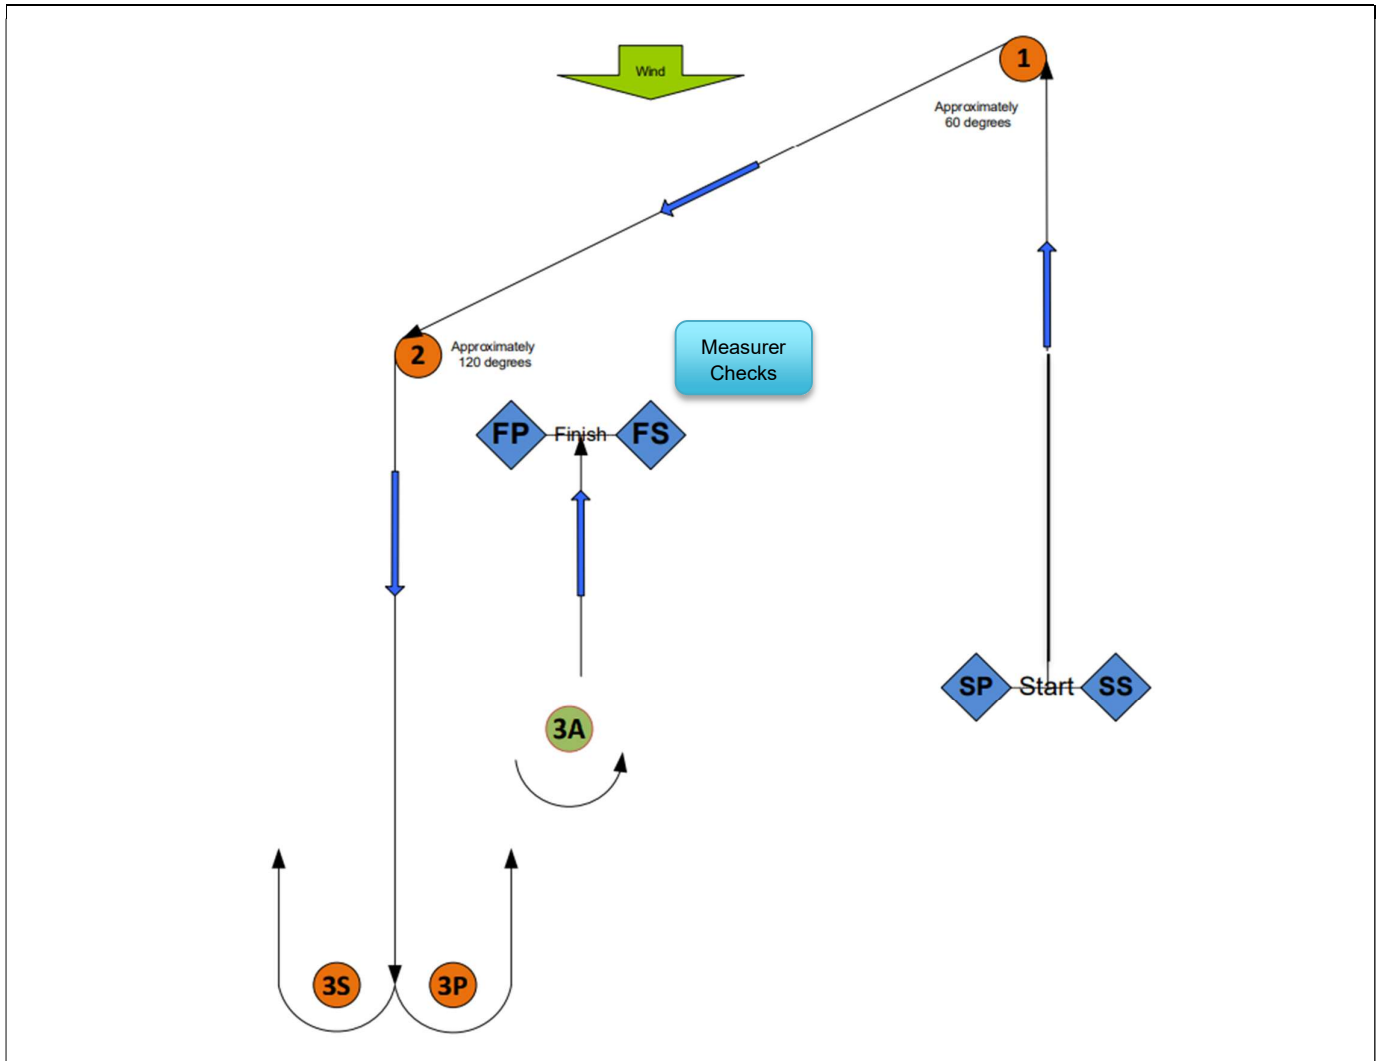 1
Wind
Approximately
60 degrees
2
Approximately
120 degrees
Measurer
Checks
FP Finish FS
SP Start SS
3A
3S
3P